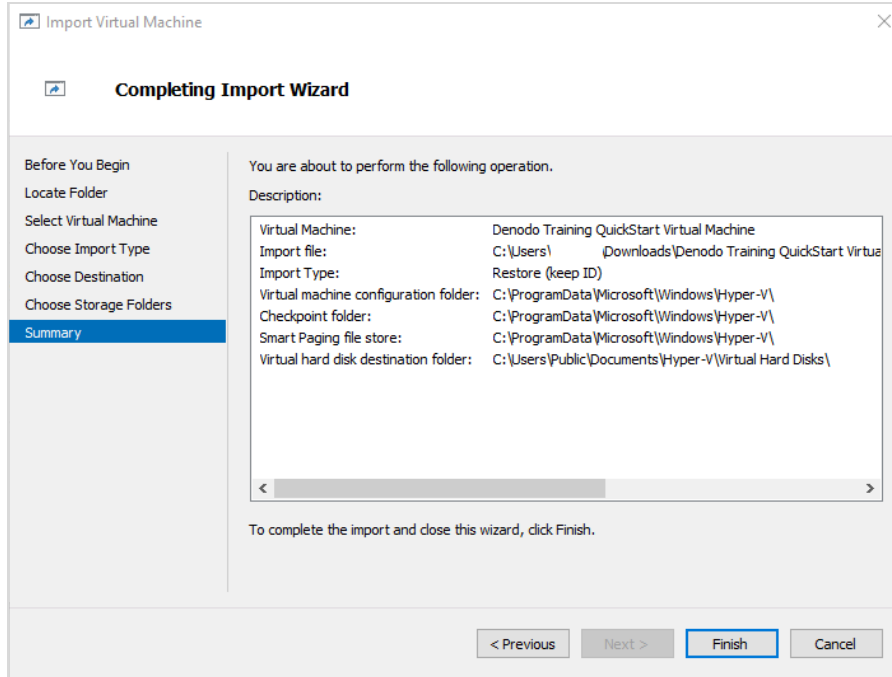 Import Virtual Machine
Completing Import Wizard
Before You Begin
Locate Folder
Select Virtual Machine
Choose Import Type
Choose Destination
Choose Storage Folders
Summary
You are about to perform the following operation.
Description:
Virtual Machine: Denodo Training QuickStart Virtual Machine
Import file: C:\Users\ \Downloads\Denodo Training QuickStart Virtua
Import Type: Restore (keep ID)
Virtual machine configuration folder: C:\ProgramData\Microsoft\Windows\Hyper-V\
Checkpoint folder: C:\ProgramData\Microsoft\Windows\Hyper-V\
Smart Paging file store: C:\ProgramData\Microsoft\Windows\Hyper-V\
Virtual hard disk destination folder: C:\Users\Public\Documents\Hyper-V\Virtual Hard Disks\
To complete the import and close this wizard, click Finish.
< Previous Next > Finish Cancel